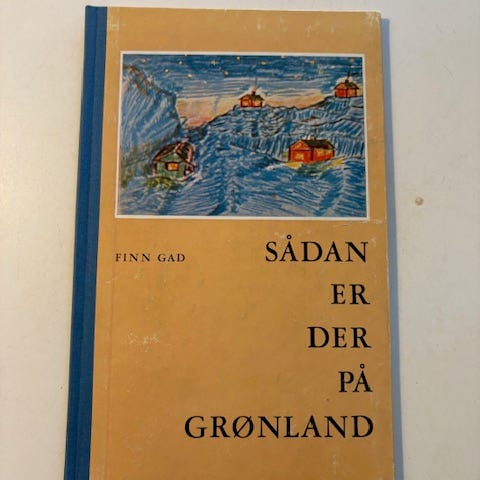 FINN GAD
SÅDAN
ER
DER
PÅ
GRØNLAND